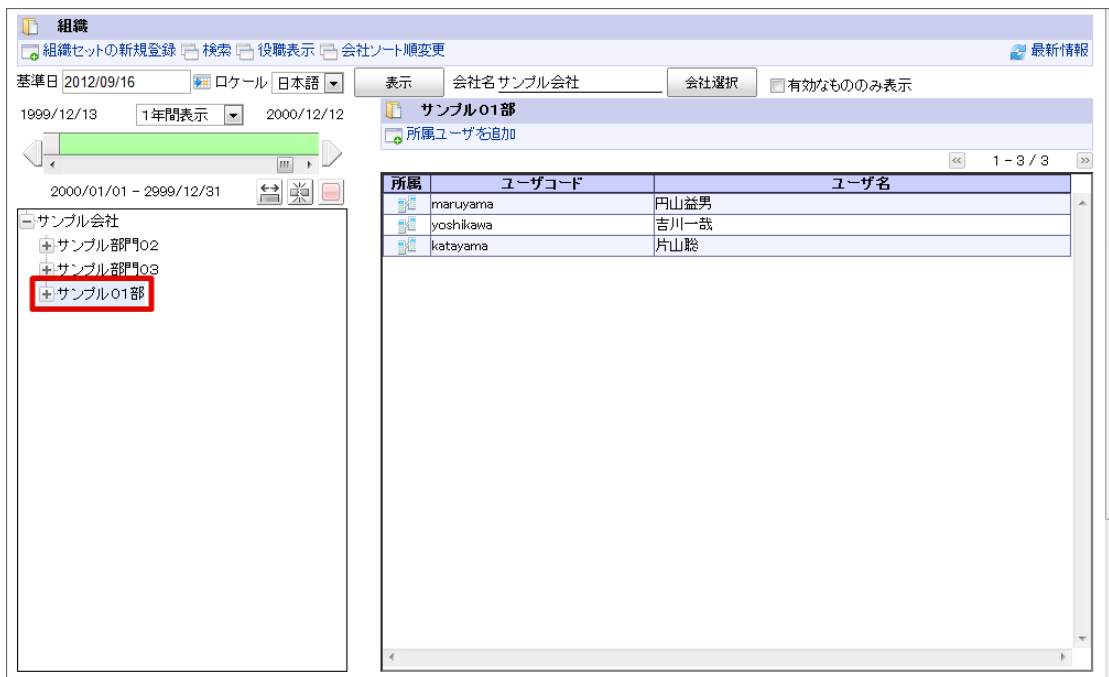 組織
組織セットの新規登録 検索 役職表示 会社ソート順変更 最新情報
基準日 2012/09/16 ロケール 日本語 表示 会社名 サンプル会社 会社選択 有効なもののみ表示
1999/12/13 1年間表示 2000/12/12
2000/01/01 - 2999/12/31
サンプル会社
サンプル部門02
サンプル部門03
サンプル01部
サンプル01部
所属ユーザを追加
1 - 3 / 3
所属 ユーザコード ユーザ名
maruyama 円山益男
yoshikawa 吉川一哉
katayama 片山聡